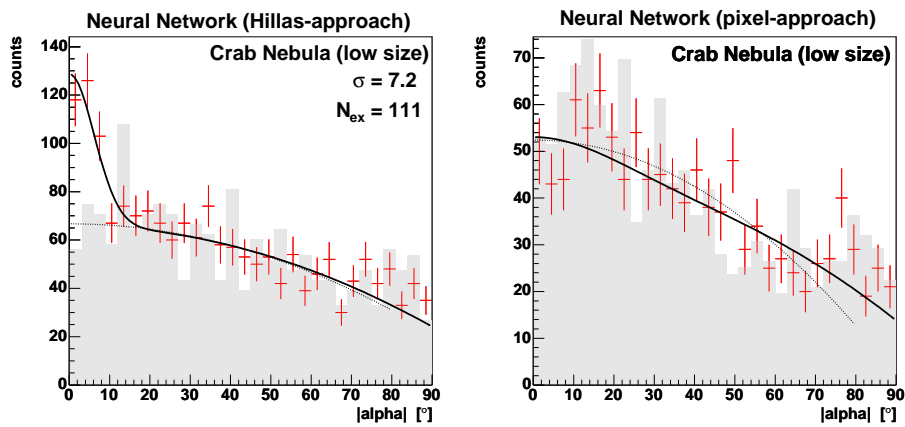 Neural Network (Hillas-approach)
counts
140
120
100
80
60
40
20
0
Crab Nebula (low size)
σ = 7.2
Nex = 111
0 10 20 30 40 50 60 70 80 90
|alpha| [°]
Neural Network (pixel-approach)
counts
70
60
50
40
30
20
10
0
Crab Nebula (low size)
0 10 20 30 40 50 60 70 80 90
|alpha| [°]